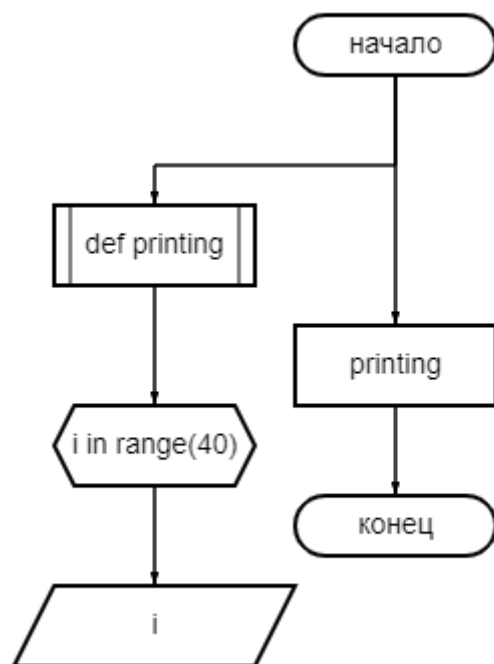 начало
def printing
printing
i in range(40)
конец
i